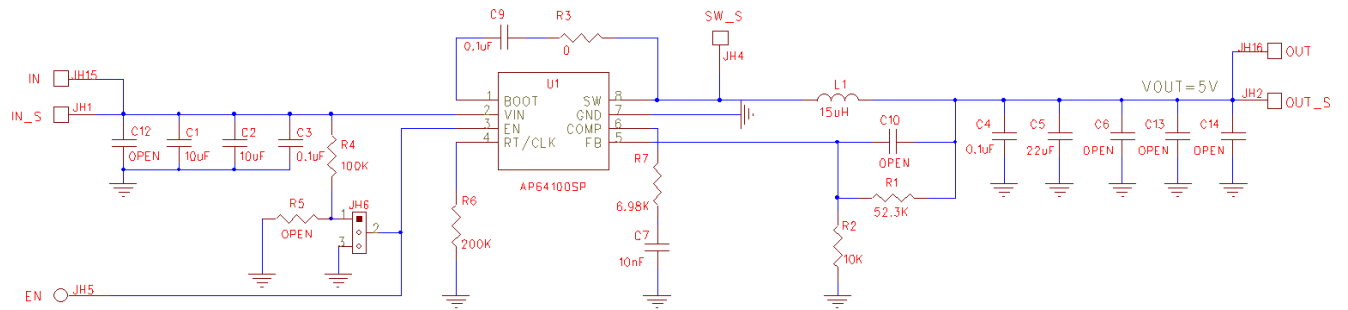 C9
0.1uF
R3
0
SW_S
JH4
IN
JH15
IN_S
JH1
C12
OPEN
C1
10uF
C2
10uF
C3
0.1uF
R4
100K
U1
1 BOOT
2 VIN
3 EN
4 RT/CLK
SW 8
GND 7
COMP 6
FB 5
AP64100SP
L1
15uH
C10
OPEN
R1
52.3K
R2
10K
R7
6.98K
C7
10nF
R6
200K
R5
OPEN
JH6
1
2
3
EN
JH5
C4
0.1uF
C5
22uF
C6
OPEN
C13
OPEN
C14
OPEN
VOUT=5V
JH16
OUT
JH2
OUT_S